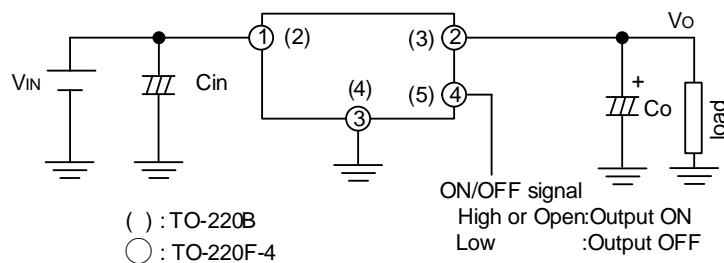 ① (2)
(3) ②
VO
VIN
Cin
(4)
③
(5) ④
+
Co
load
ON/OFF signal
High or Open:Output ON
Low :Output OFF
( ) : TO-220B
◯ : TO-220F-4